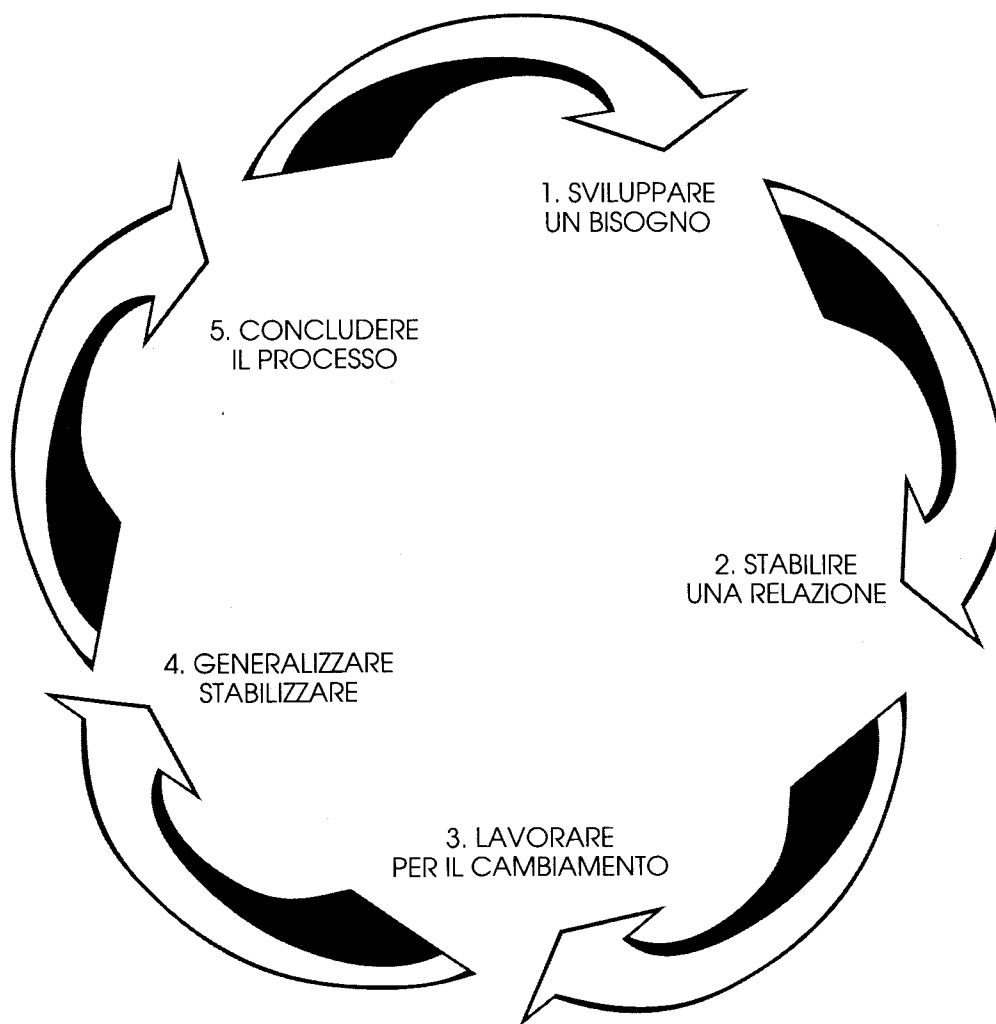 1. SVILUPPARE
UN BISOGNO
2. STABILIRE
UNA RELAZIONE
3. LAVORARE
PER IL CAMBIAMENTO
4. GENERALIZZARE
STABILIZZARE
5. CONCLUDERE
IL PROCESSO